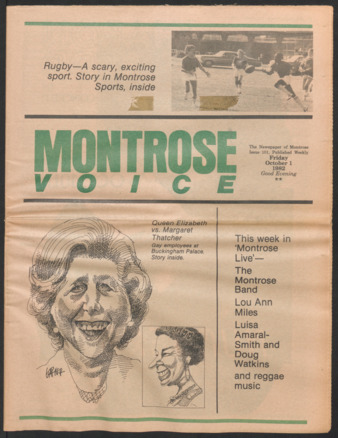 Rugby—A scary, exciting
sport. Story in Montrose
Sports, inside
MONTROSE
VOICE
The Newspaper of Montrose
Issue 101, Published Weekly
Friday
October 1
1982
Good Evening
Queen Elizabeth
vs. Margaret
Thatcher
Gay employees at
Buckingham Palace.
Story inside.
This week in
'Montrose
Live'—
The
Montrose
Band
Lou Ann
Miles
Luisa
Amaral-
Smith and
Doug
Watkins
and reggae
music